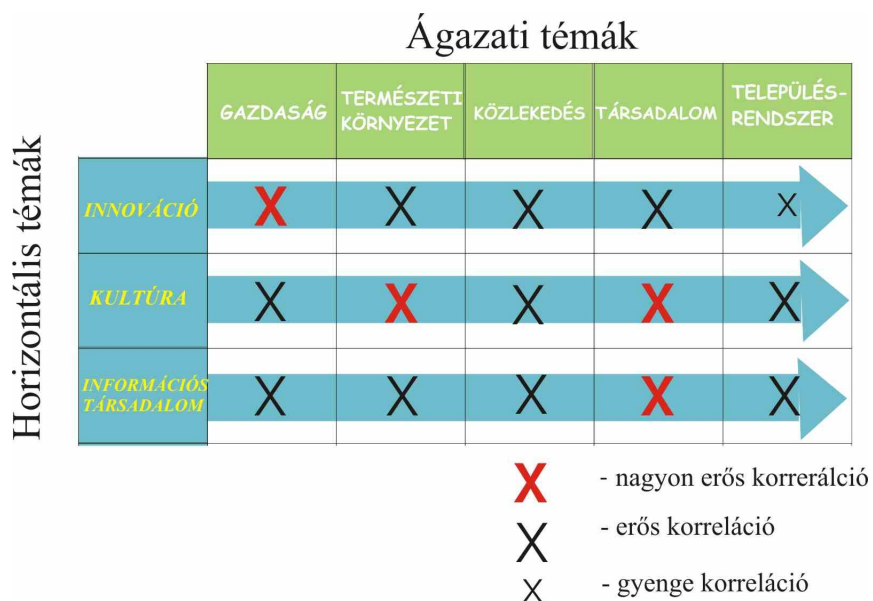 Ágazati témák
Horizontális témák
GAZDASÁG
TERMÉSZETI
KÖRNYEZET
KÖZLEKEDÉS
TÁRSADALOM
TELEPÜLÉS-
RENDSZER
INNOVÁCIÓ
X X X X X
KULTÚRA
X X X X X
INFORMÁCIÓS
TÁRSADALOM
X X X X X
X - nagyon erős korrerálció
X - erős korreláció
X - gyenge korreláció